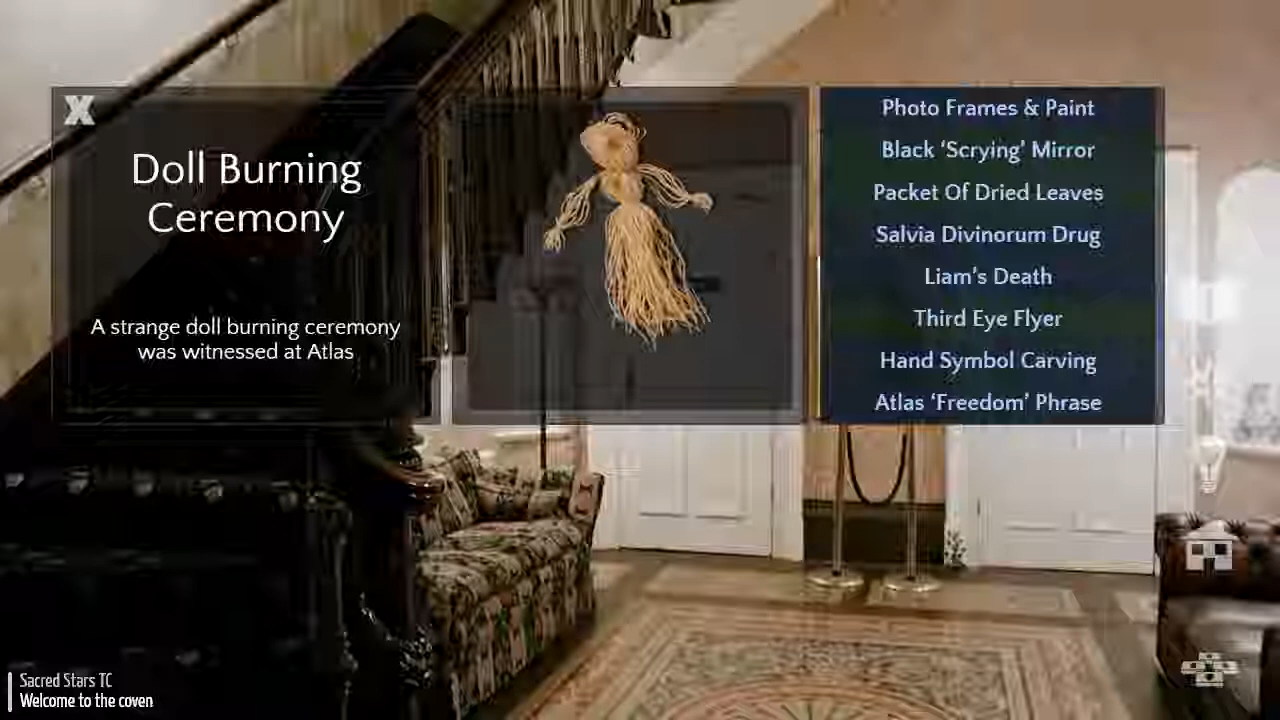 X
Doll Burning
Ceremony
A strange doll burning ceremony
was witnessed at Atlas
Photo Frames & Paint
Black ‘Scrying’ Mirror
Packet Of Dried Leaves
Salvia Divinorum Drug
Liam’s Death
Third Eye Flyer
Hand Symbol Carving
Atlas ‘Freedom’ Phrase
Sacred Stars TC
Welcome to the coven